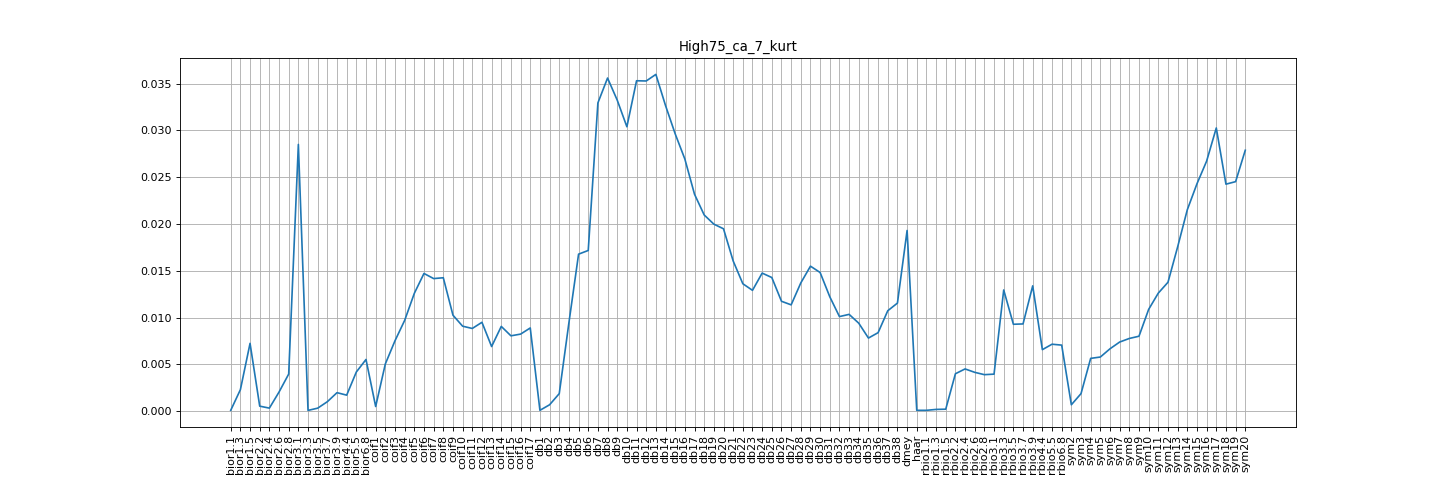 High75_ca_7_kurt
0.035
0.030
0.025
0.020
0.015
0.010
0.005
0.000
bior1.1
bior1.3
bior1.5
bior2.2
bior2.4
bior2.6
bior2.8
bior3.1
bior3.3
bior3.5
bior3.7
bior3.9
bior4.4
bior5.5
bior6.8
coif1
coif2
coif3
coif4
coif5
coif6
coif7
coif8
coif9
coif10
coif11
coif12
coif13
coif14
coif15
coif16
coif17
db1
db2
db3
db4
db5
db6
db7
db8
db9
db10
db11
db12
db13
db14
db15
db16
db17
db18
db19
db20
db21
db22
db23
db24
db25
db26
db27
db28
db29
db30
db31
db32
db33
db34
db35
db36
db37
db38
dmey
haar
rbio1.1
rbio1.3
rbio1.5
rbio2.2
rbio2.4
rbio2.6
rbio2.8
rbio3.1
rbio3.3
rbio3.5
rbio3.7
rbio3.9
rbio4.4
rbio5.5
rbio6.8
sym2
sym3
sym4
sym5
sym6
sym7
sym8
sym9
sym10
sym11
sym12
sym13
sym14
sym15
sym16
sym17
sym18
sym19
sym20